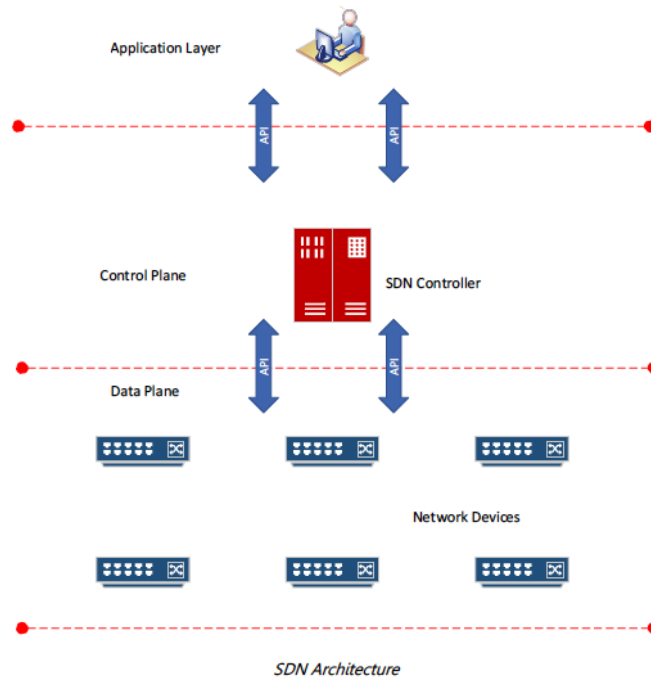 Application Layer
API
API
Control Plane
SDN Controller
API
API
Data Plane
Network Devices
SDN Architecture